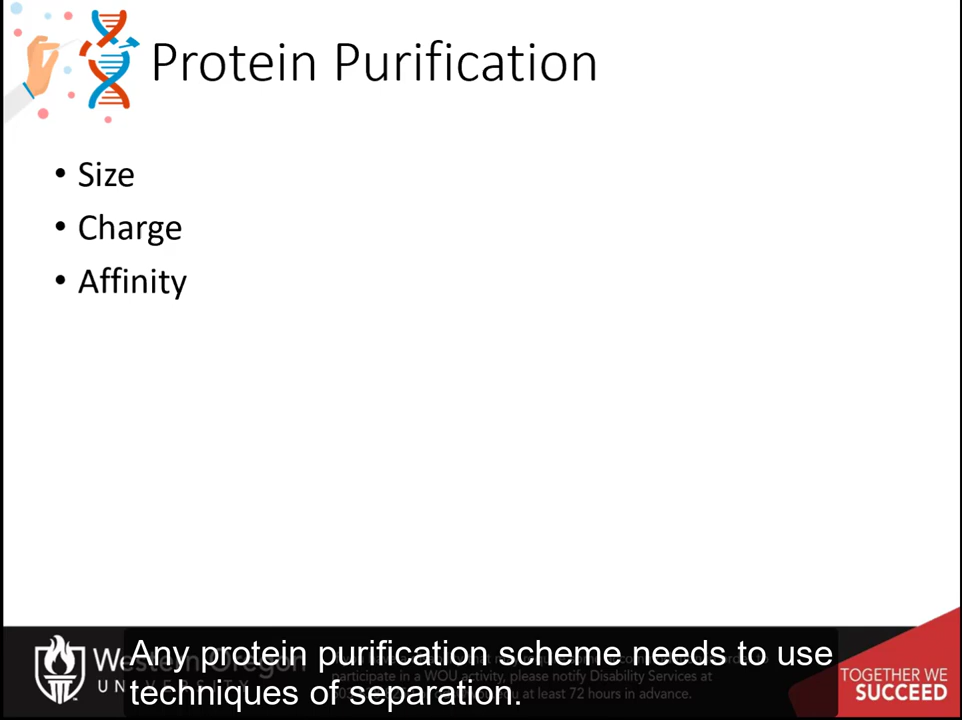 Protein Purification
• Size
• Charge
• Affinity
Any protein purification scheme needs to use
techniques of separation.
participate in a WOU activity, please notify Disability Services at
at least 72 hours in advance.
TOGETHER WE
SUCCEED